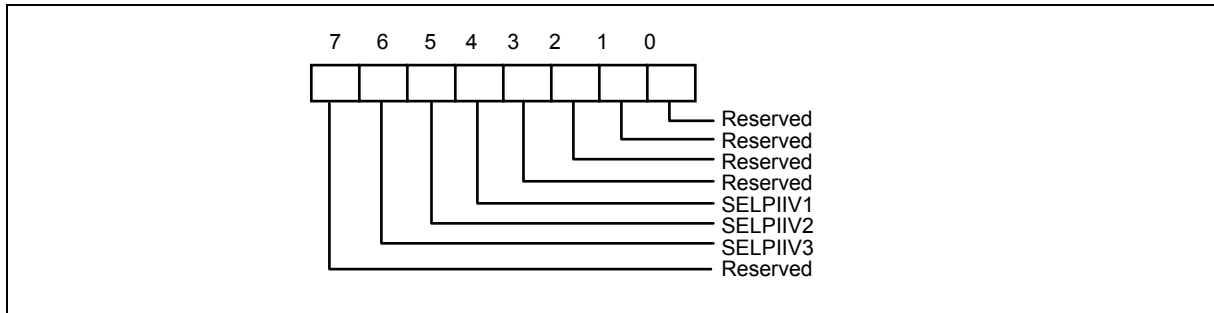 7 6 5 4 3 2 1 0
Reserved
Reserved
Reserved
Reserved
SELPIIV1
SELPIIV2
SELPIIV3
Reserved